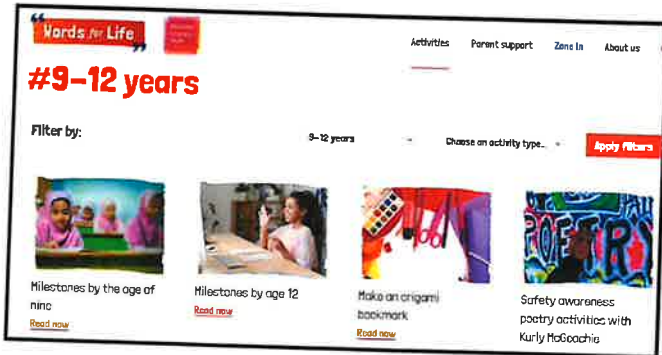 Words for Life
Activities Parent support Zone In About us
#9–12 years
Filter by:
9–12 years Choose an activity type... Apply filters
POETRY
Milestones by the age of
nine
Read now
Milestones by age 12
Read now
Make an origami
bookmark
Read now
Safety awareness
poetry activities with
Kurly McGeachie